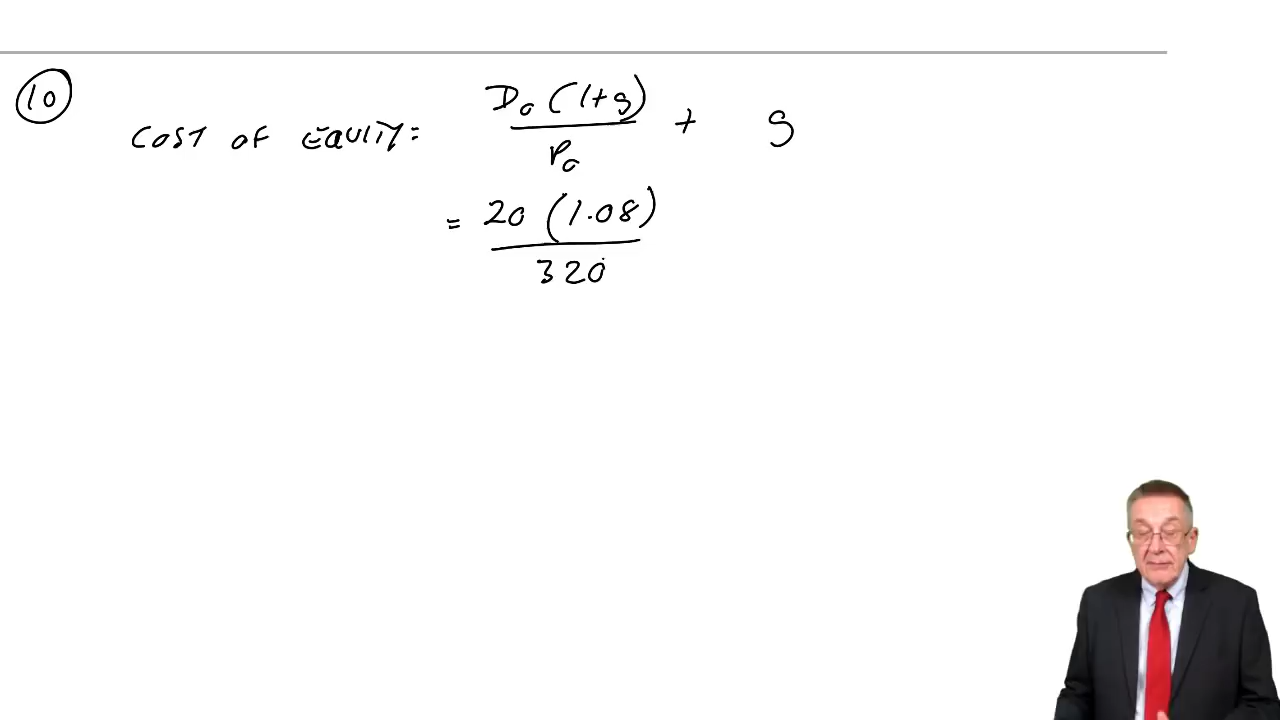 10
COST OF EQUITY: D₀ (1+g) / P₀ + g
= 20 (1.08) / 320